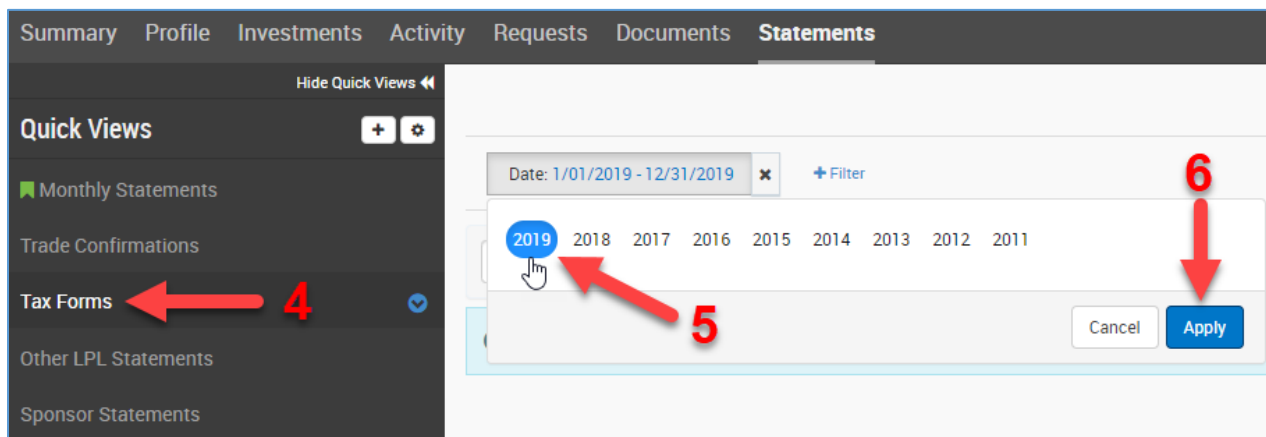 Summary Profile Investments Activity Requests Documents Statements
Hide Quick Views
Quick Views
Monthly Statements
Trade Confirmations
Tax Forms
4
Other LPL Statements
Sponsor Statements
Date: 1/01/2019 - 12/31/2019
+ Filter
6
2019 2018 2017 2016 2015 2014 2013 2012 2011
5
Cancel Apply